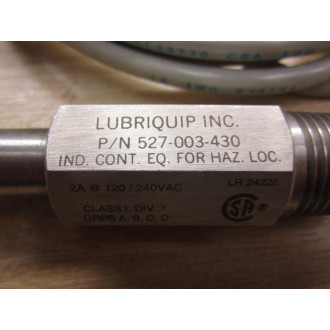 LUBRIQUIP INC.
P/N 527-003-430
IND. CONT. EQ. FOR HAZ. LOC.
2A @ 120/240VAC LR 24226
CLASS I DIV. 1
GRPS A, B, C, D